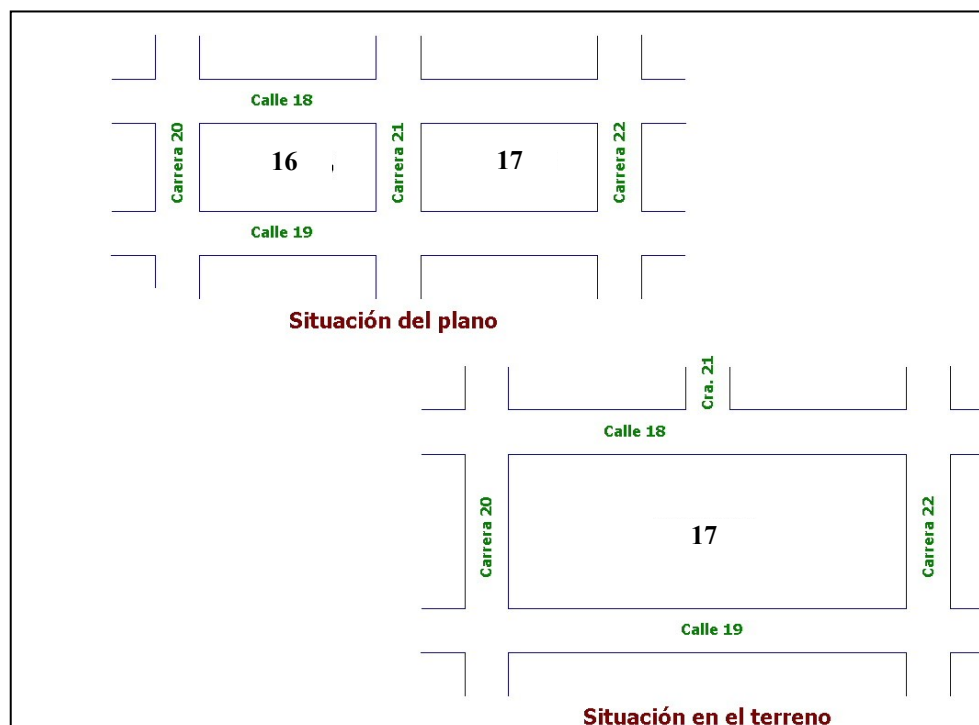 Calle 18
Carrera 20
16
Carrera 21
17
Carrera 22
Calle 19
Situación del plano
Cra. 21
Calle 18
Carrera 20
17
Carrera 22
Calle 19
Situación en el terreno